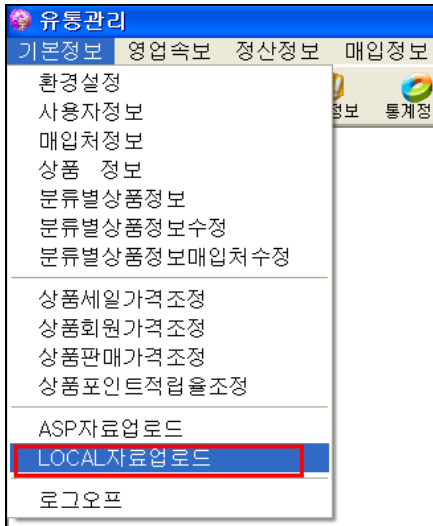 유통관리
기본정보 영업속보 정산정보 매입정보
환경설정
사용자정보
매입처정보
상품 정보
분류별상품정보
분류별상품정보수정
분류별상품정보매입처수정
상품세일가격조정
상품회원가격조정
상품판매가격조정
상품포인트적립율조정
ASP자료업로드
LOCAL자료업로드
로그오프
정보 통계정